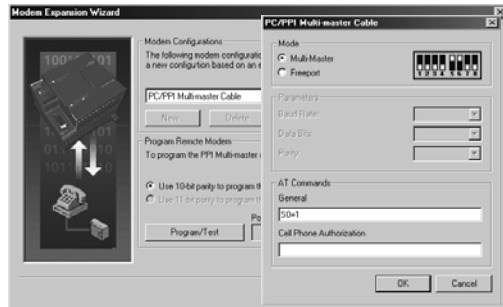 Modem Expansion Wizard
Modem Configurations
The following modem configuratio
a new configurtion based on an e
PC/PPI Multi-master Cable
New...
Delete
Program Remote Modem
To program the PPI Multi-master
Use 10-bit parity to program th
Use 11-bit parity to program th
Po
Program/Test
PC/PPI Multi-master Cable
Mode
Multi-Master
Freeport
1 2 3 4 5 6 7 8
Parameters
Baud Rate:
Data Bits:
Parity:
AT Commands
General
S0=1
Cell Phone Authorization
OK
Cancel